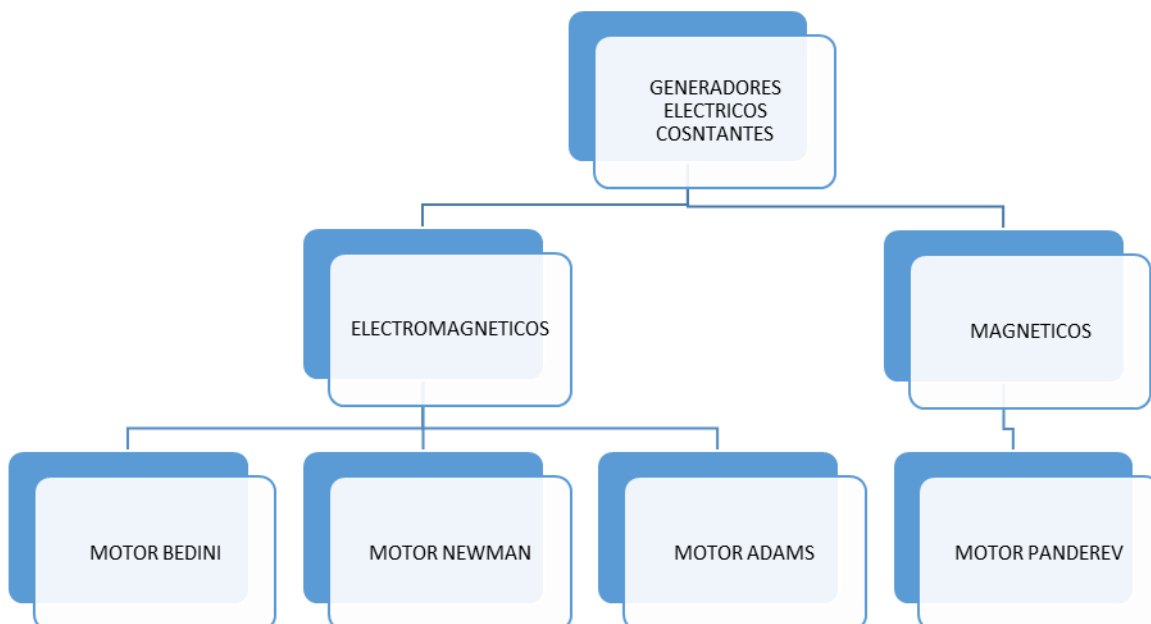 GENERADORES
ELECTRICOS
COSNTANTES
ELECTROMAGNETICOS
MAGNETICOS
MOTOR BEDINI
MOTOR NEWMAN
MOTOR ADAMS
MOTOR PANDEREV